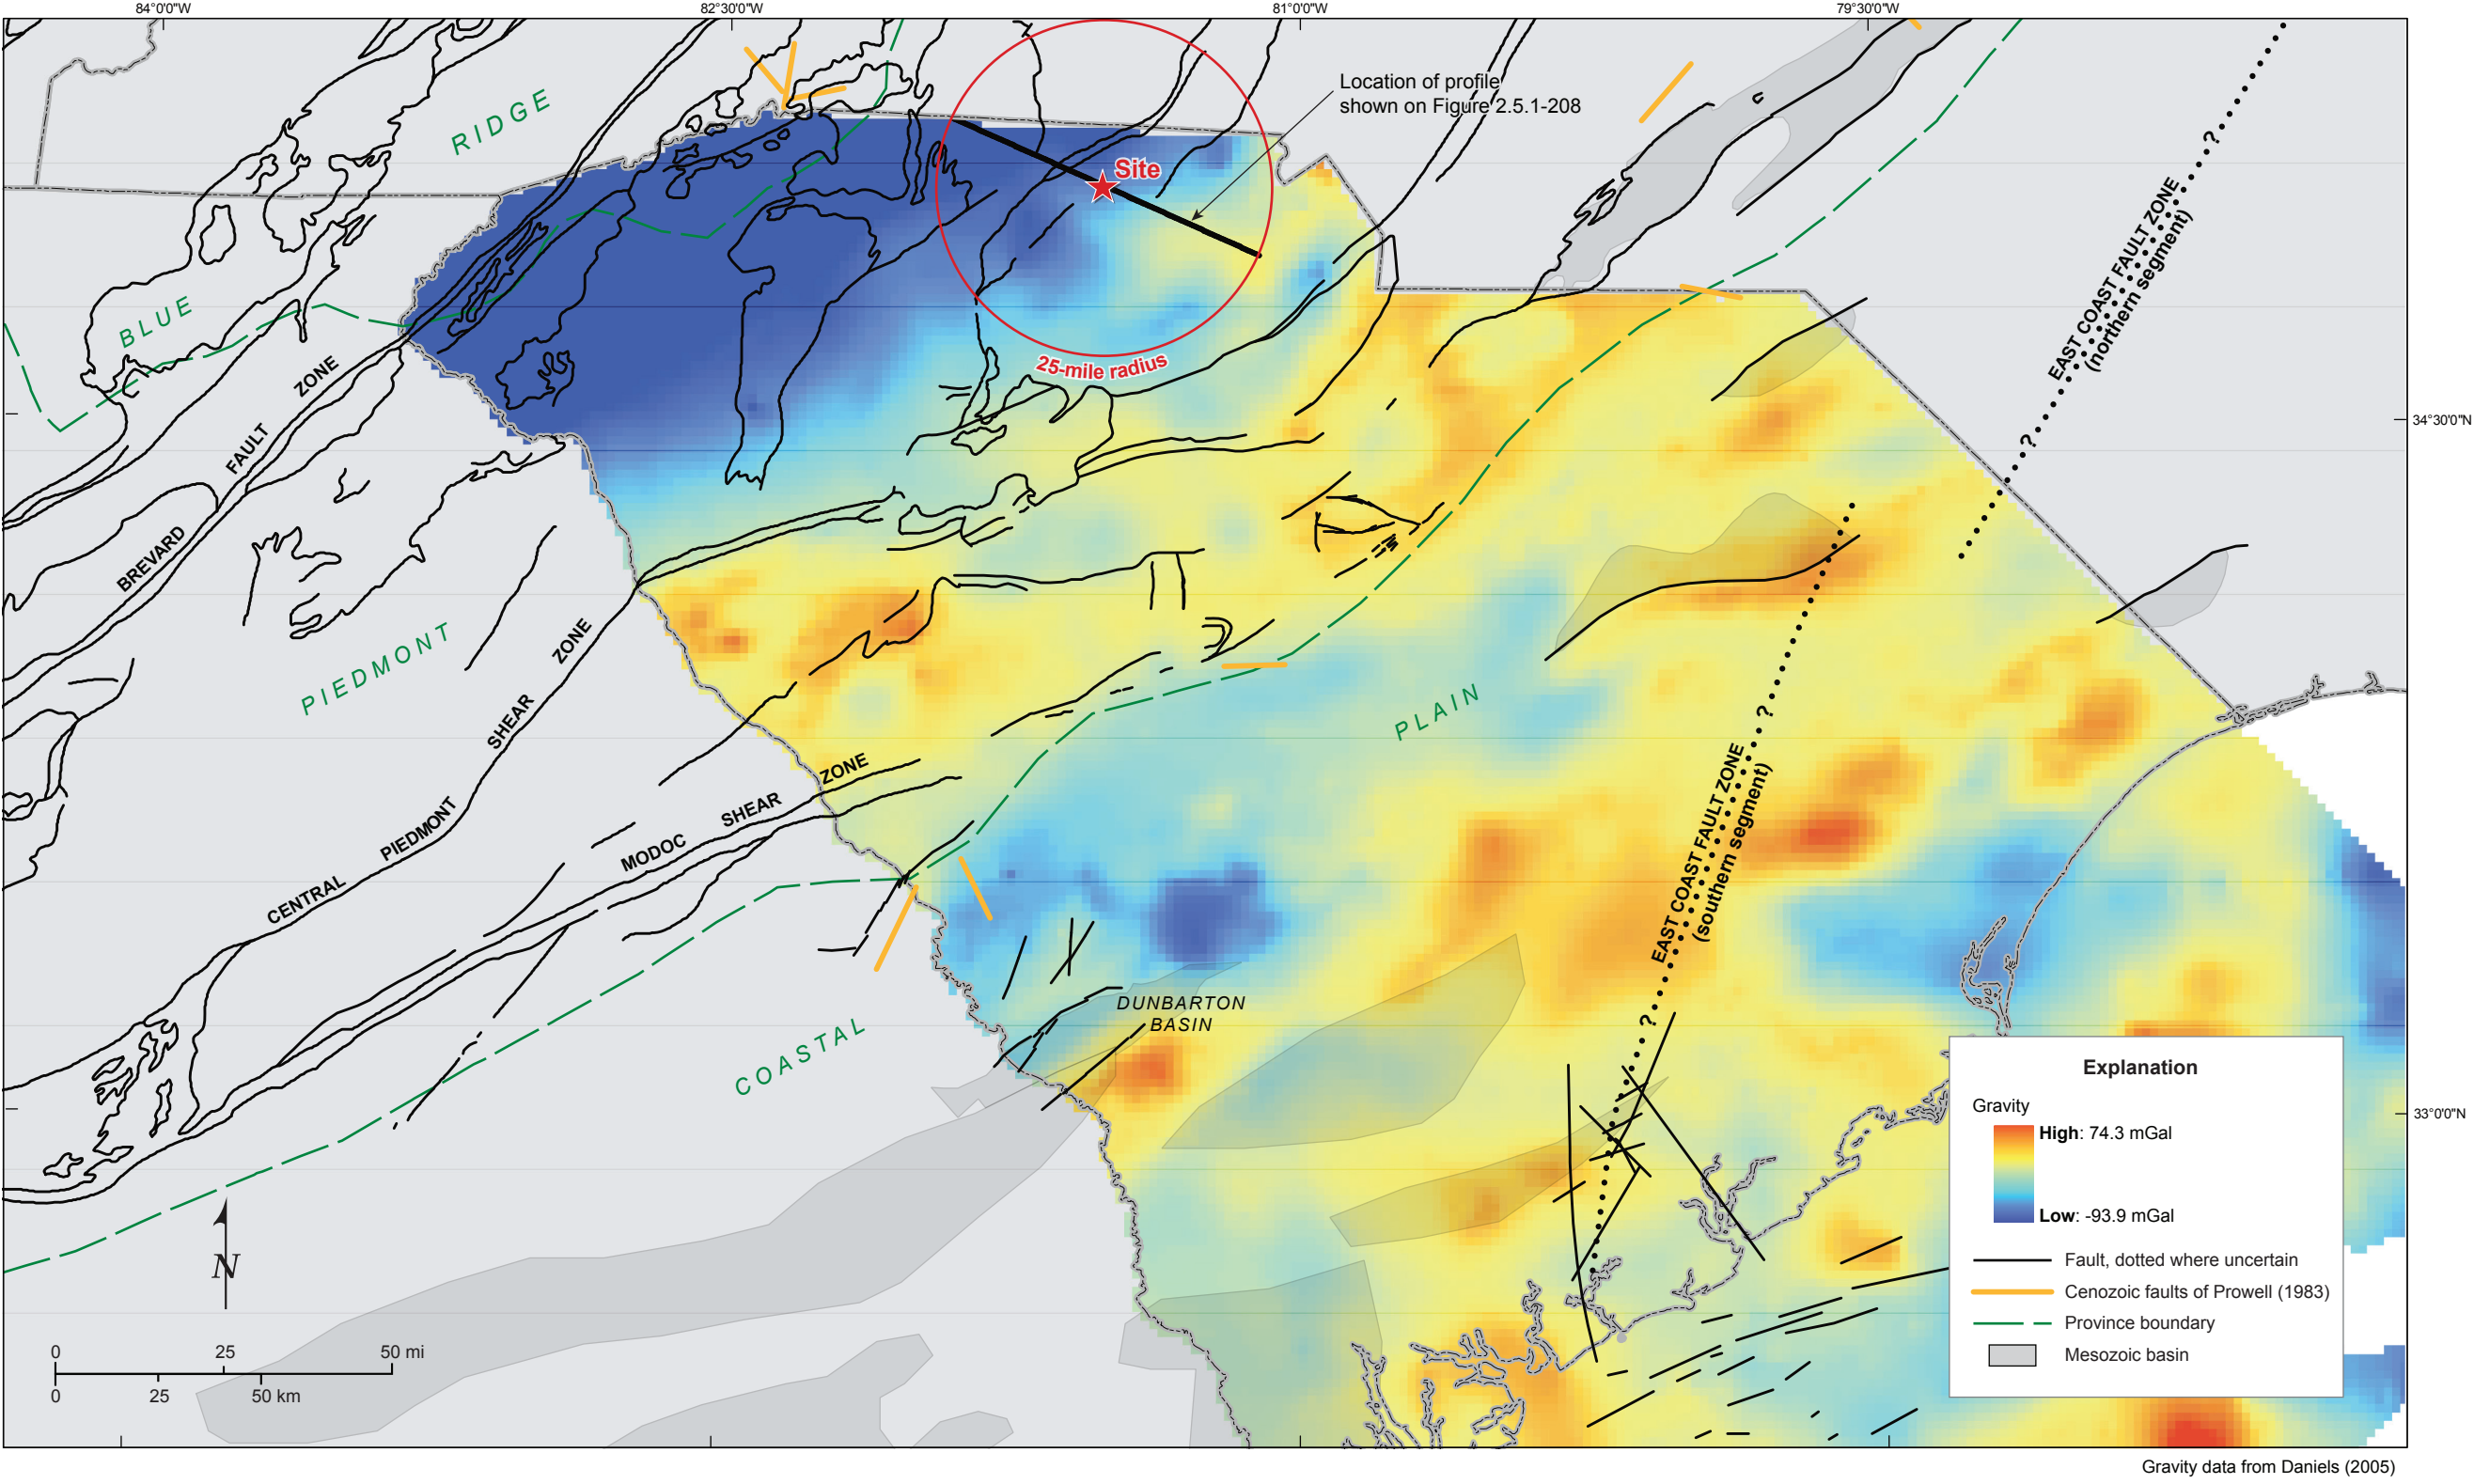 84°0'0"W
82°30'0"W
81°0'0"W
79°30'0"W
Location of profile
shown on Figure 2.5.1-208
RIDGE
Site
BLUE
25-mile radius
EAST COAST FAULT ZONE
(northern segment)
?
?
34°30'0"N
BREVARD FAULT ZONE
PIEDMONT
CENTRAL PIEDMONT SHEAR ZONE
MODOC SHEAR ZONE
PLAIN
?
EAST COAST FAULT ZONE
(southern segment)
?
COASTAL
DUNBARTON
BASIN
33°0'0"N
N
0 25 50 mi
0 25 50 km
Explanation
Gravity
High: 74.3 mGal
Low: -93.9 mGal
Fault, dotted where uncertain
Cenozoic faults of Prowell (1983)
Province boundary
Mesozoic basin
Gravity data from Daniels (2005)